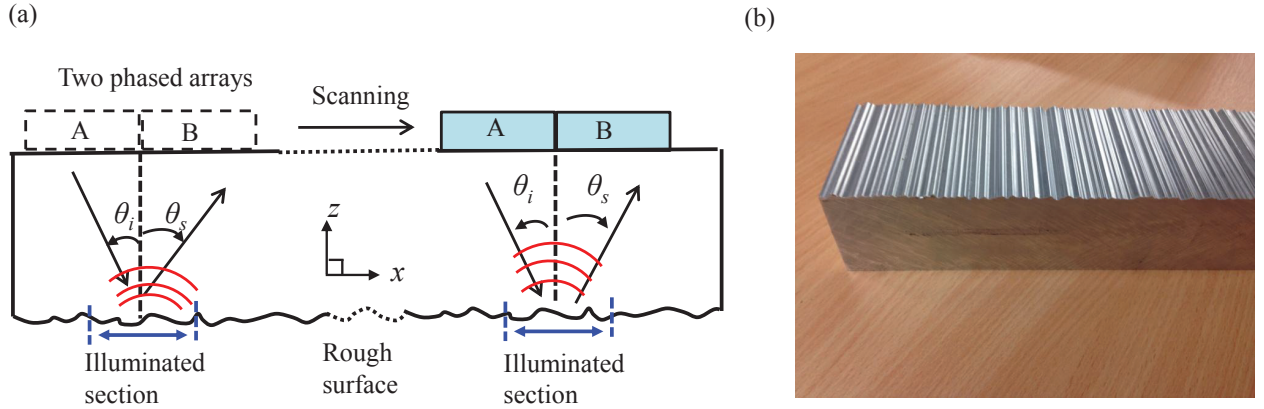 (a)
(b)
Two phased arrays
Scanning
A B
A B
θi θs
θi θs
z
x
Illuminated
section
Rough
surface
Illuminated
section